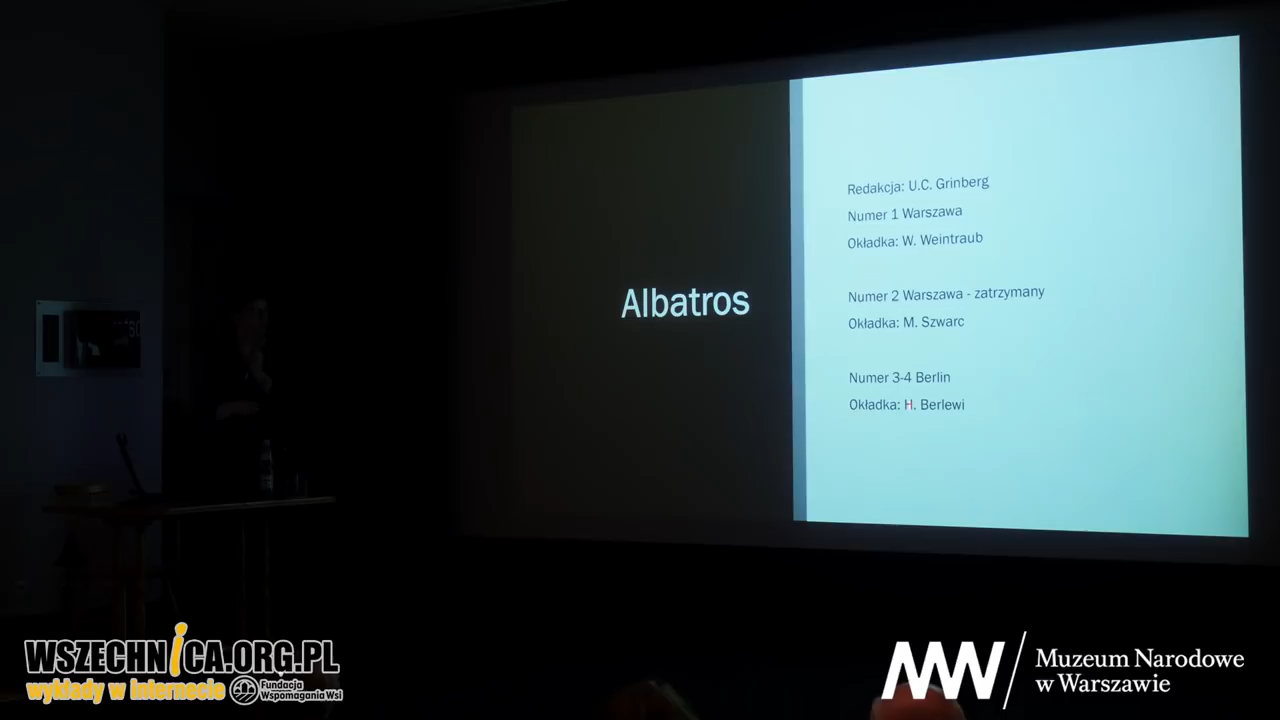 Albatros
Redakcja: U.C. Grinberg
Numer 1 Warszawa
Okładka: W. Weintraub
Numer 2 Warszawa - zatrzymany
Okładka: M. Szwarc
Numer 3-4 Berlin
Okładka: H. Berlewi
WSZECHNICA.ORG.PL
wykłady w internecie
Fundacja
Wspomagania Wsi
Muzeum Narodowe
w Warszawie